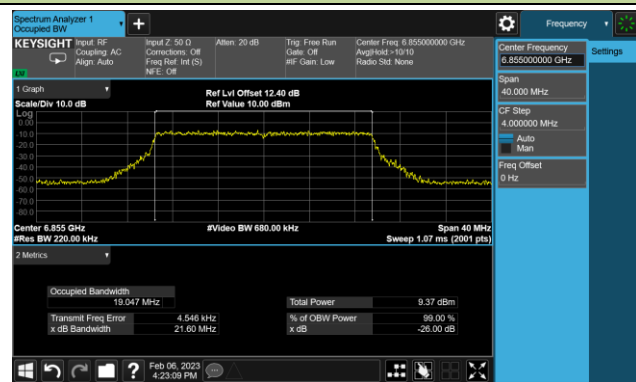 Spectrum Analyzer 1
Occupied BW
Frequency
KEYSIGHT
Input: RF
Coupling: AC
Align: Auto
Input Z: 50 Ω
Corrections: Off
Freq Ref: Int (S)
NFE: Off
Atten: 20 dB
Trig: Free Run
Gate: Off
#IF Gain: Low
Center Freq: 6.855000000 GHz
Avg|Hold:>10/10
Radio Std: None
LXI
Center Frequency
6.855000000 GHz
Settings
Span
40.000 MHz
CF Step
4.000000 MHz
Auto
Man
Freq Offset
0 Hz
1 Graph
Scale/Div 10.0 dB
Ref Lvl Offset 12.40 dB
Ref Value 10.00 dBm
Log
0.00
-10.0
-20.0
-30.0
-40.0
-50.0
-60.0
-70.0
-80.0
Center 6.855 GHz
#Res BW 220.00 kHz
#Video BW 680.00 kHz
Span 40 MHz
Sweep 1.07 ms (2001 pts)
2 Metrics
Occupied Bandwidth
19.047 MHz
Total Power 9.37 dBm
Transmit Freq Error 4.546 kHz
% of OBW Power 99.00 %
x dB Bandwidth 21.60 MHz
x dB -26.00 dB
?
Feb 06, 2023
4:23:09 PM